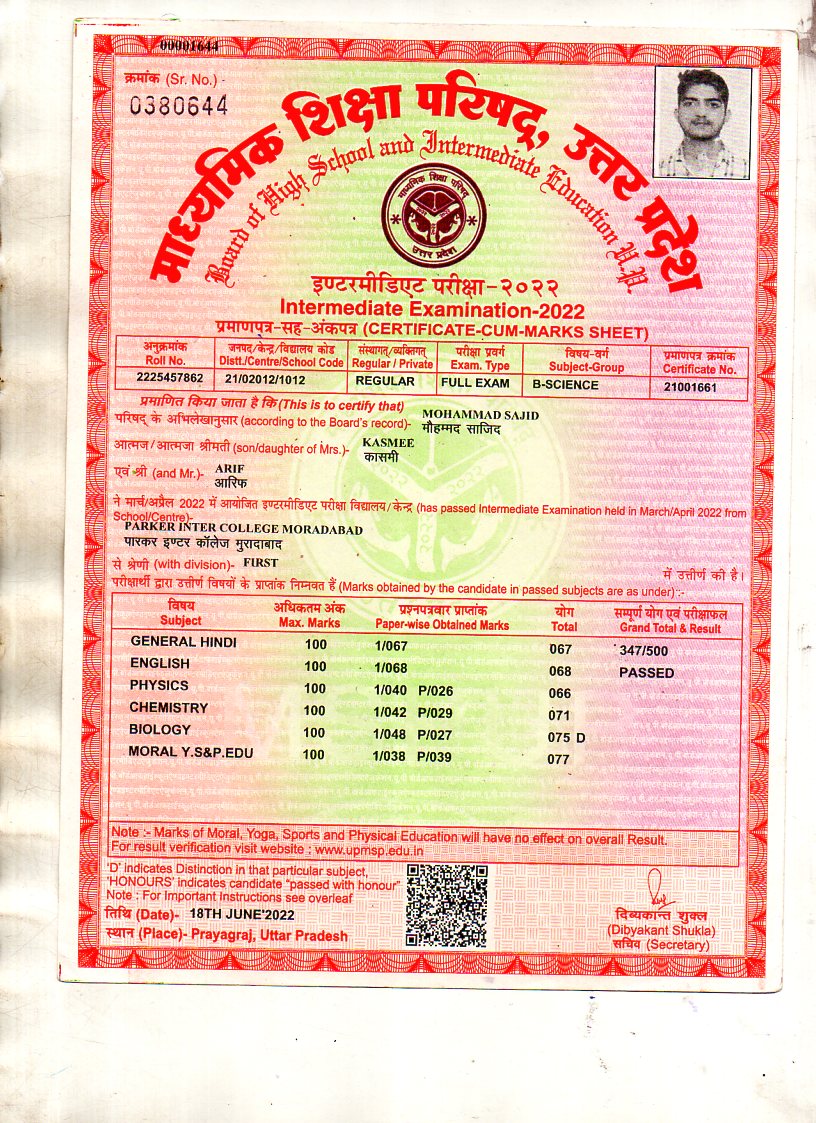 00001644
क्रमांक (Sr. No.) -
0380644
माध्यमिक शिक्षा परिषद्, उत्तर प्रदेश
Board of High School and Intermediate Education U.P.
माध्यमिक शिक्षा परिषद्
उत्तर प्रदेश
इण्टरमीडिएट परीक्षा-२०२२
Intermediate Examination-2022
प्रमाणपत्र-सह-अंकपत्र (CERTIFICATE-CUM-MARKS SHEET)
अनुक्रमांक जनपद/केन्द्र/विद्यालय कोड संस्थागत्/व्यक्तिगत् परीक्षा प्रवर्ग विषय-वर्ग प्रमाणपत्र क्रमांक
Roll No. Distt./Centre/School Code Regular / Private Exam. Type Subject-Group Certificate No.
2225457862 21/02012/1012 REGULAR FULL EXAM B-SCIENCE 21001661
प्रमाणित किया जाता है कि (This is to certify that)
परिषद के अभिलेखानुसार (according to the Board's record)- MOHAMMAD SAJID
मौहम्मद साजिद
आत्मज/आत्मजा श्रीमती (son/daughter of Mrs.)- KASMEE
कासमी
एवं श्री (and Mr.)- ARIF
आरिफ
ने मार्च/अप्रैल 2022 में आयोजित इण्टरमीडिएट परीक्षा विद्यालय/केन्द्र (has passed Intermediate Examination held in March/April 2022 from
School/Centre)-
PARKER INTER COLLEGE MORADABAD
पारकर इण्टर कॉलेज मुरादाबाद
से श्रेणी (with division)- FIRST में उत्तीर्ण की है।
परीक्षार्थी द्वारा उत्तीर्ण विषयों के प्राप्तांक निम्नवत हैं (Marks obtained by the candidate in passed subjects are as under) :-
विषय अधिकतम अंक प्रश्नपत्रवार प्राप्तांक योग सम्पूर्ण योग एवं परीक्षाफल
Subject Max. Marks Paper-wise Obtained Marks Total Grand Total & Result
GENERAL HINDI 100 1/067 067 347/500
ENGLISH 100 1/068 068 PASSED
PHYSICS 100 1/040 P/026 066
CHEMISTRY 100 1/042 P/029 071
BIOLOGY 100 1/048 P/027 075 D
MORAL Y.S&P.EDU 100 1/038 P/039 077
Note :- Marks of Moral, Yoga, Sports and Physical Education will have no effect on overall Result.
For result verification visit website : www.upmsp.edu.in
'D' indicates Distinction in that particular subject,
'HONOURS' indicates candidate "passed with honour"
Note : For Important Instructions see overleaf
तिथि (Date)- 18TH JUNE'2022
स्थान (Place)- Prayagraj, Uttar Pradesh
दिव्यकान्त शुक्ल
(Dibyakant Shukla)
सचिव (Secretary)